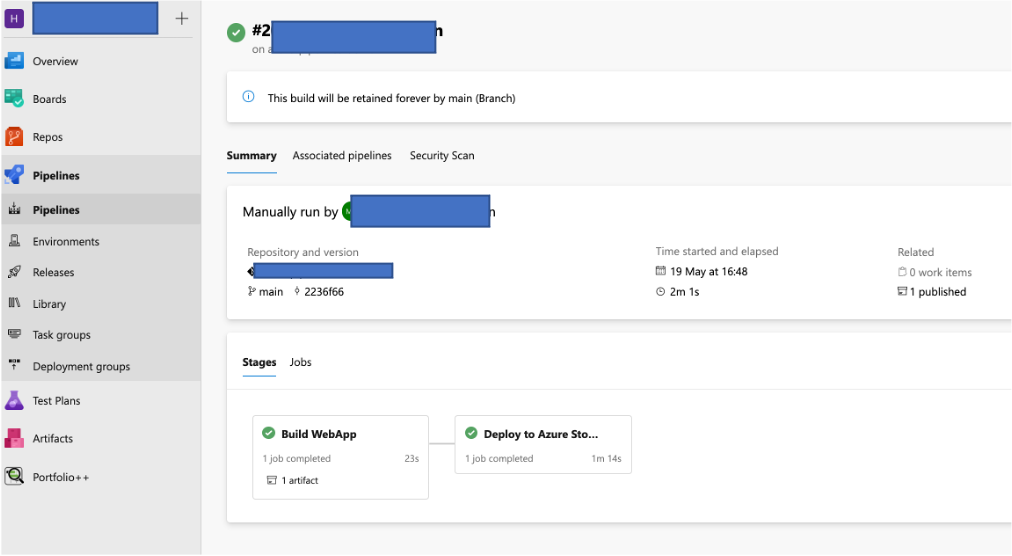 H
+
Overview
Boards
Repos
Pipelines
Pipelines
Environments
Releases
Library
Task groups
Deployment groups
Test Plans
Artifacts
Portfolio++
#2
on
This build will be retained forever by main (Branch)
Summary Associated pipelines Security Scan
Manually run by
Repository and version
main 2236f66
Time started and elapsed
19 May at 16:48
2m 1s
Related
0 work items
1 published
Stages Jobs
Build WebApp
1 job completed 23s
1 artifact
Deploy to Azure Sto...
1 job completed 1m 14s